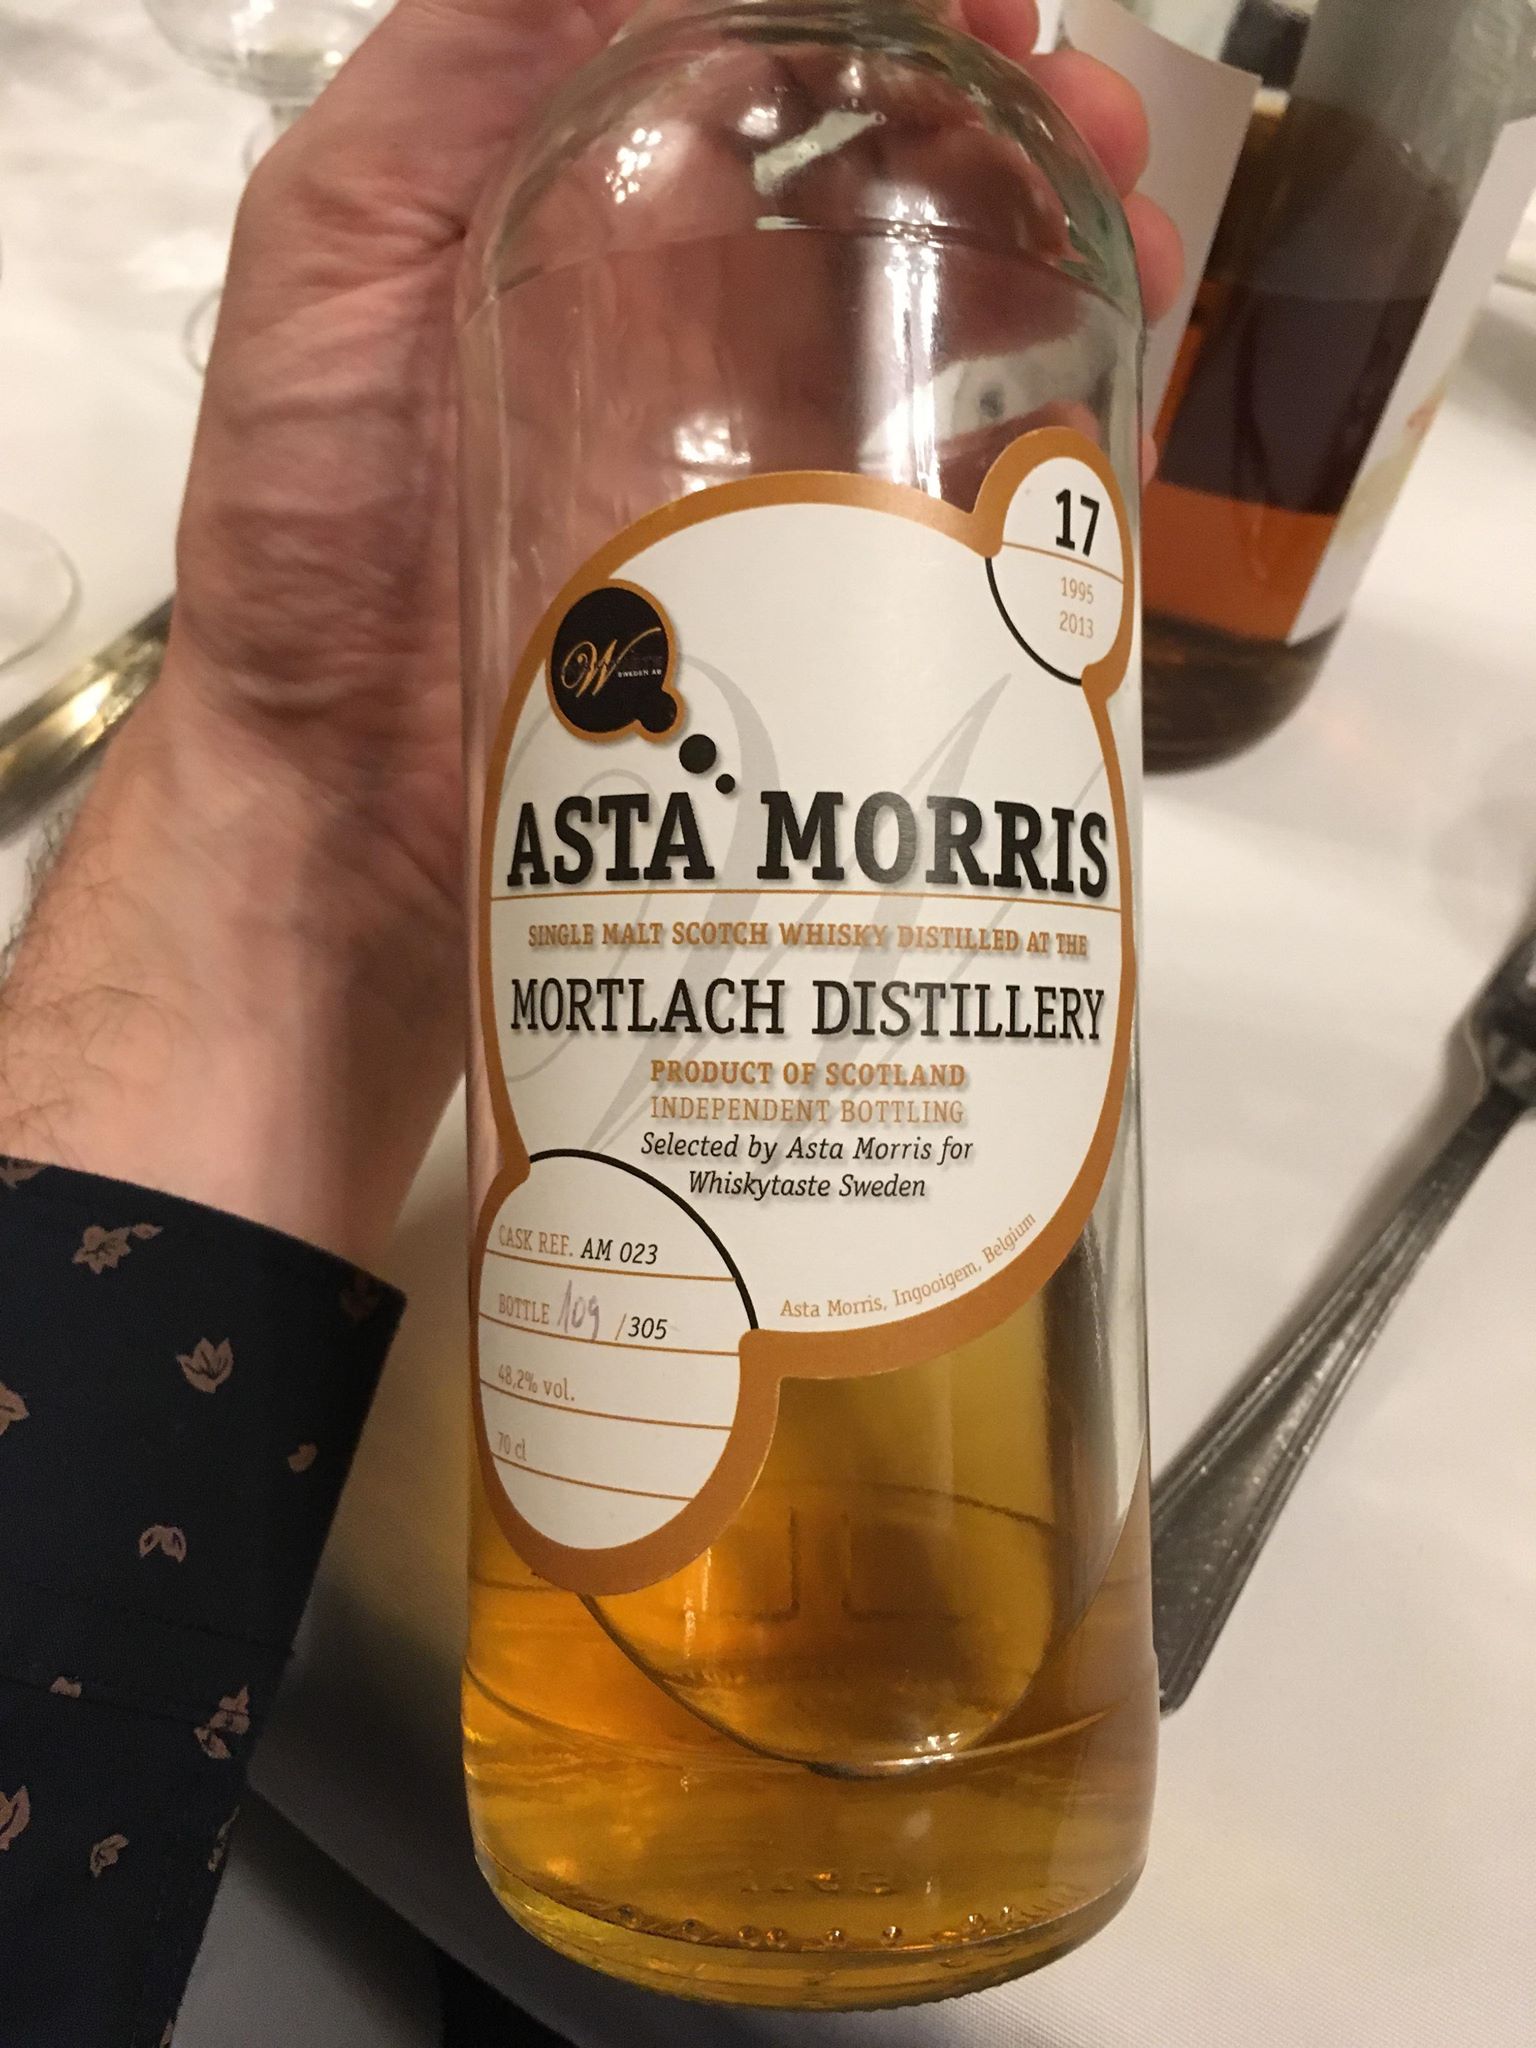 17
1995
2013
W
SWEDEN AB
ASTA MORRIS
SINGLE MALT SCOTCH WHISKY DISTILLED AT THE
MORTLACH DISTILLERY
PRODUCT OF SCOTLAND
INDEPENDENT BOTTLING
Selected by Asta Morris for
Whiskytaste Sweden
CASK REF. AM 023
BOTTLE 109 /305
48,2% vol.
70 cl
Asta Morris, Ingooigem, Belgium